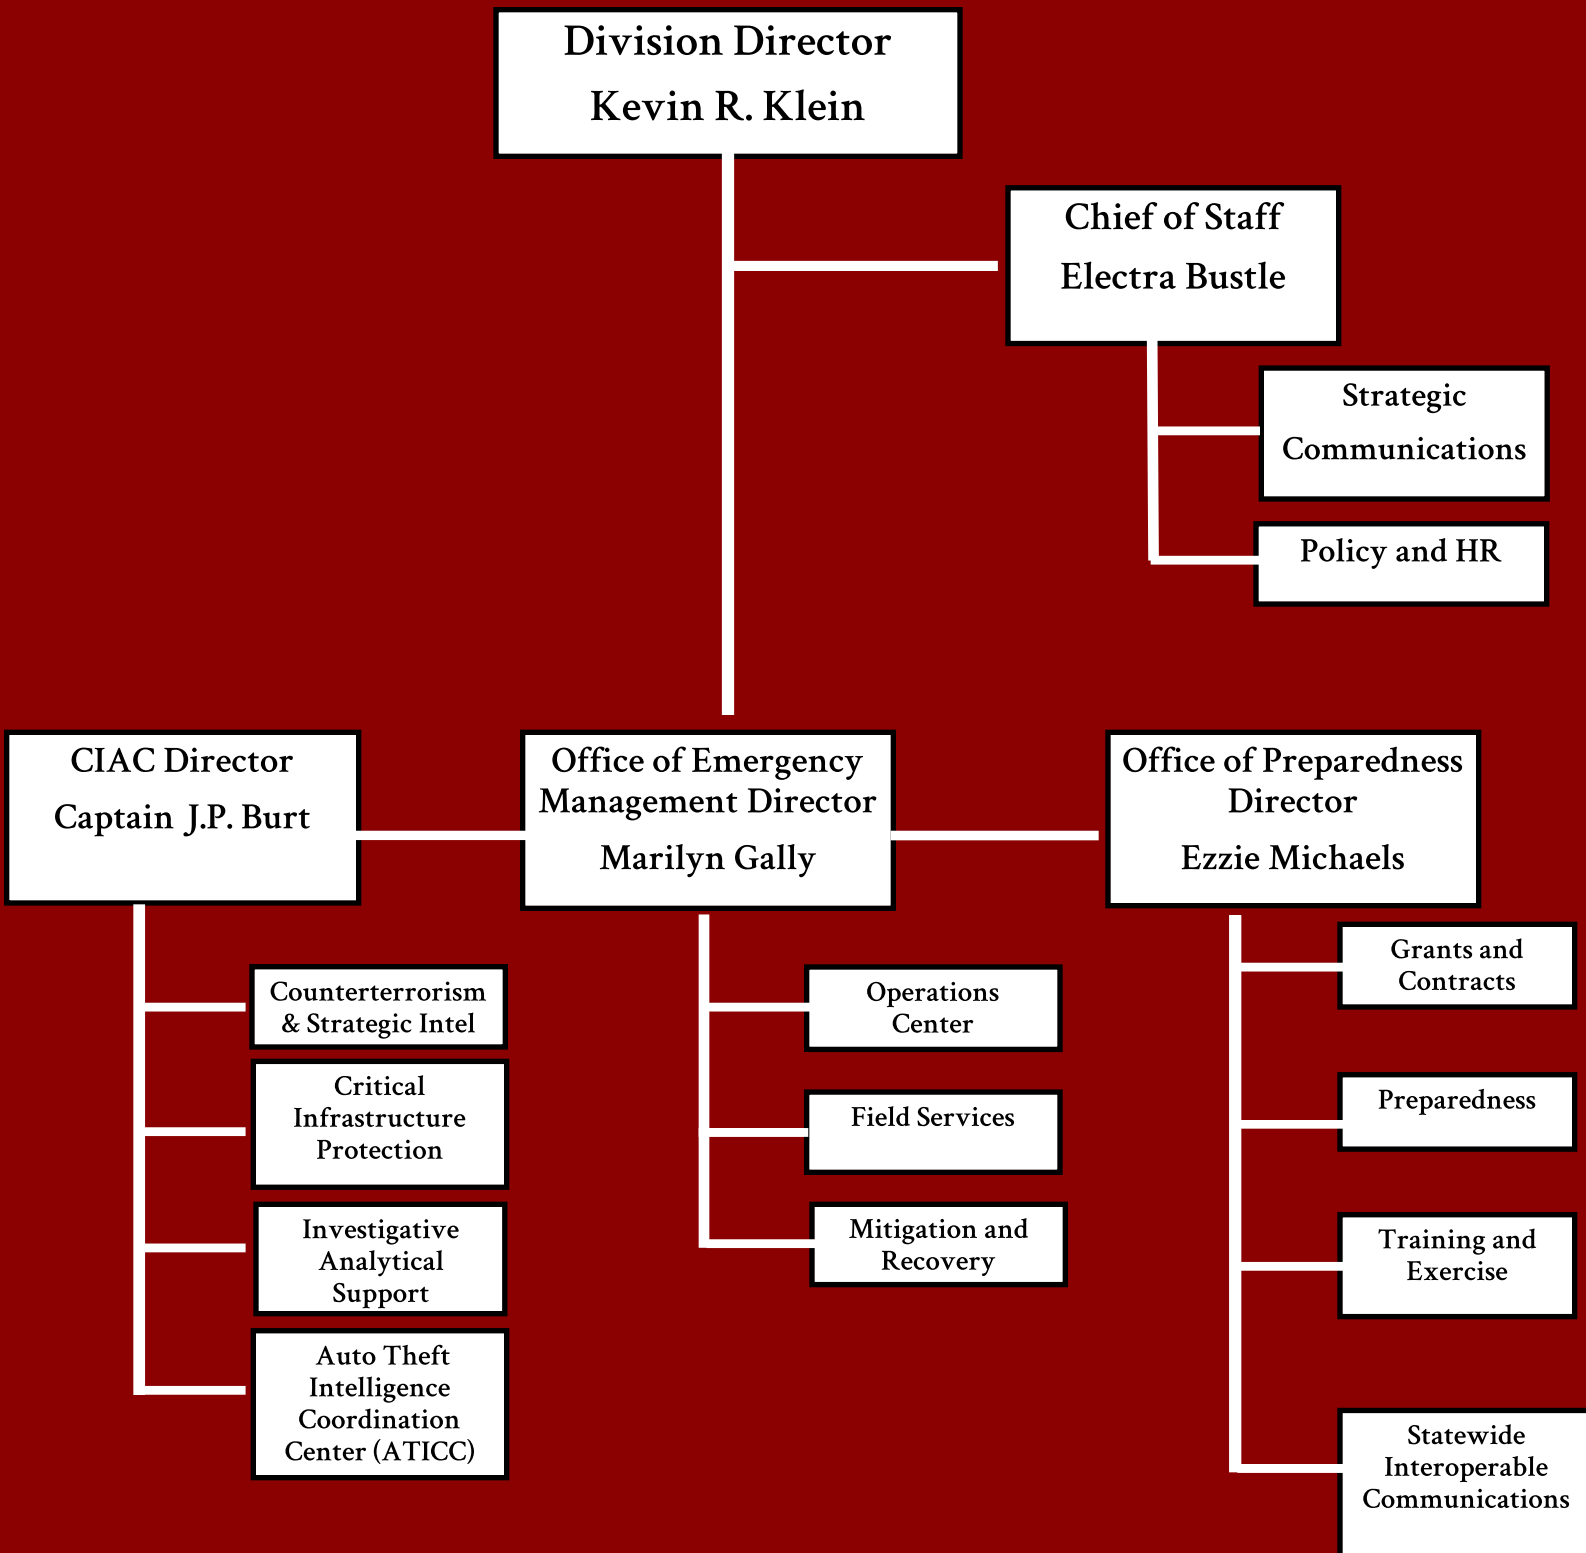 Division Director
Kevin R. Klein
Chief of Staff
Electra Bustle
Strategic
Communications
Policy and HR
CIAC Director
Captain J.P. Burt
Office of Emergency
Management Director
Marilyn Gally
Office of Preparedness
Director
Ezzie Michaels
Counterterrorism
& Strategic Intel
Critical
Infrastructure
Protection
Investigative
Analytical
Support
Auto Theft
Intelligence
Coordination
Center (ATICC)
Operations
Center
Field Services
Mitigation and
Recovery
Grants and
Contracts
Preparedness
Training and
Exercise
Statewide
Interoperable
Communications